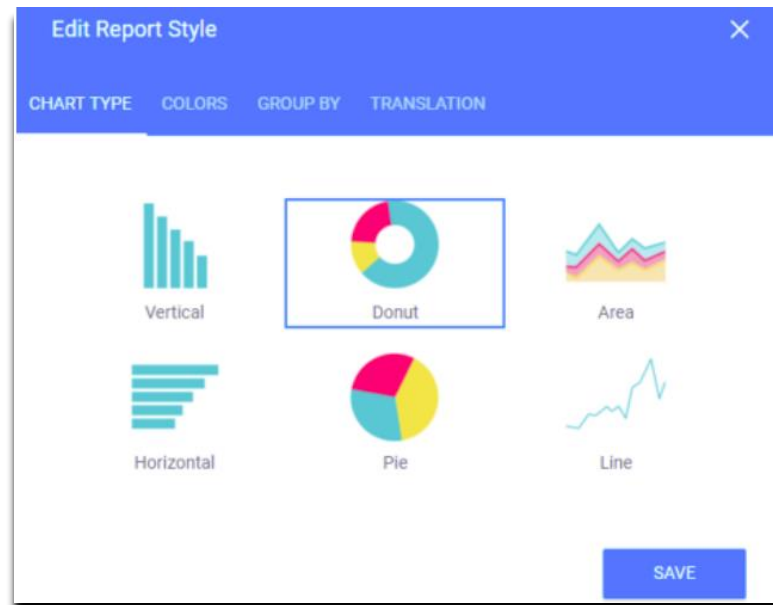 Edit Report Style
CHART TYPE COLORS GROUP BY TRANSLATION
Vertical Donut Area
Horizontal Pie Line
SAVE